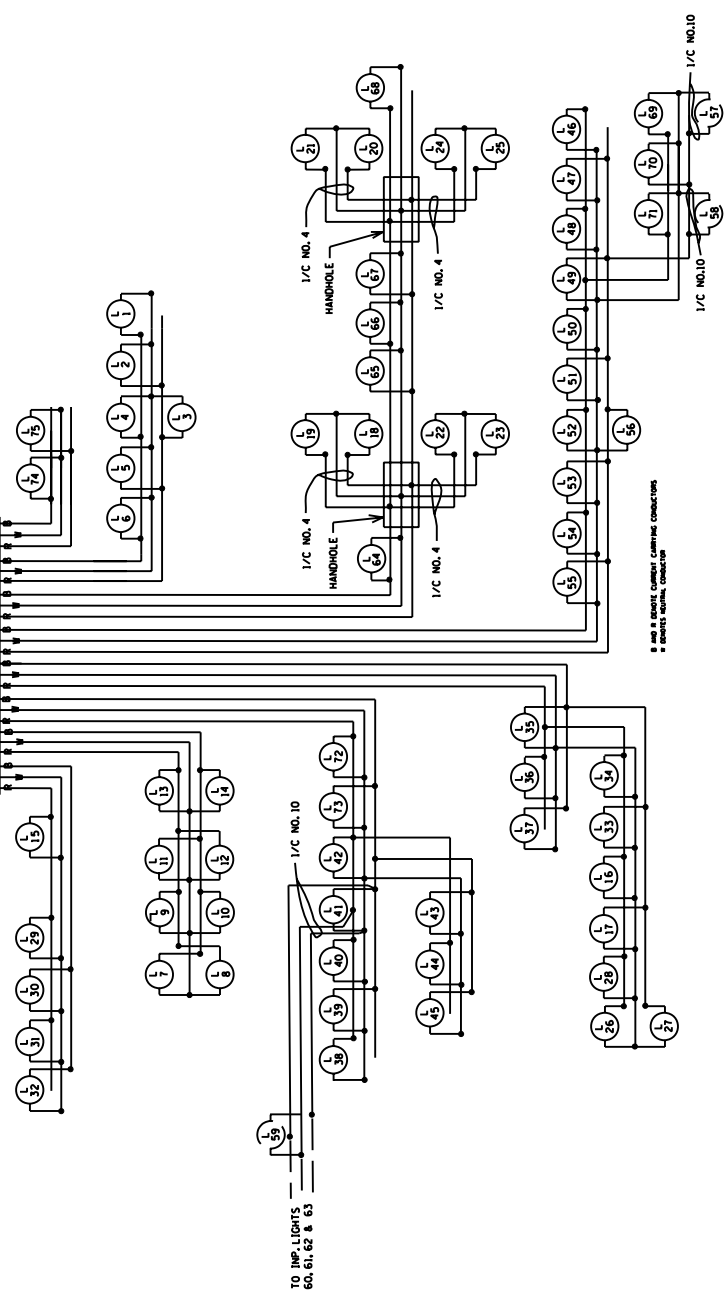 R W B R W B R W B R W B R W B R W B R W B R W B
L 32
L 31
L 30
L 29
L 15
L 74
L 75
L 6
L 5
L 4
L 2
L 1
L 3
L 7
L 9
L 11
L 13
L 8
L 10
L 12
L 14
L 59
TO INP. LIGHTS
60, 61, 62 & 63
1/C NO. 10
L 38
L 39
L 40
L 41
L 42
L 73
L 72
L 45
L 44
L 43
1/C NO. 4
HANDHOLE
L 19
L 18
L 64
L 22
L 23
1/C NO. 4
L 65
L 66
L 67
1/C NO. 4
HANDHOLE
L 21
L 20
L 68
L 24
L 25
1/C NO. 4
L 37
L 36
L 35
L 26
L 28
L 17
L 16
L 33
L 34
L 27
L 55
L 54
L 53
L 52
L 51
L 50
L 49
L 48
L 47
L 46
L 56
L 71
L 70
L 69
L 58
L 57
1/C NO.10
1/C NO.10
B AND R DENOTE CURRENT CARRYING CONDUCTORS
W DENOTES NEUTRAL CONDUCTOR